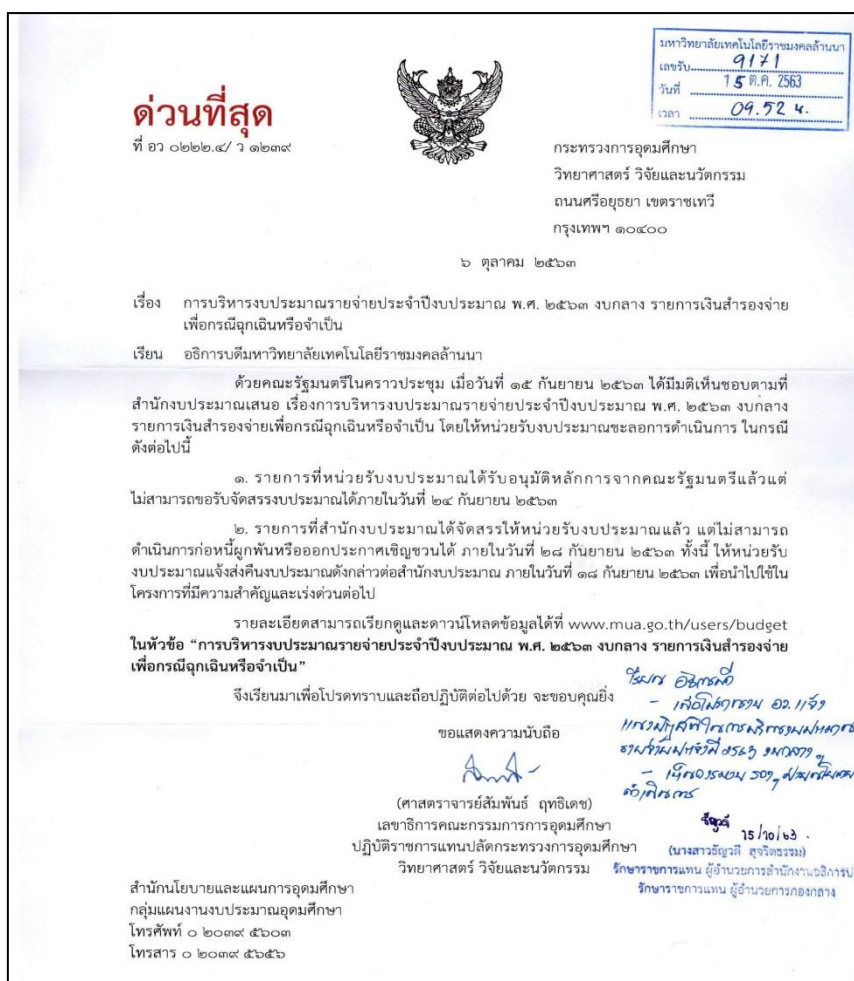 มหาวิทยาลัยเทคโนโลยีราชมงคลล้านนา
เลขรับ 9171
วันที่ 15 ต.ค. 2563
เวลา 09.52 น.
ด่วนที่สุด
ที่ อว ๐๒๒๒.๔/ ว ๑๒๓๙
กระทรวงการอุดมศึกษา
วิทยาศาสตร์ วิจัยและนวัตกรรม
ถนนศรีอยุธยา เขตราชเทวี
กรุงเทพฯ ๑๐๔๐๐
๖ ตุลาคม ๒๕๖๓
เรื่อง การบริหารงบประมาณรายจ่ายประจำปีงบประมาณ พ.ศ. ๒๕๖๓ งบกลาง รายการเงินสำรองจ่าย
เพื่อกรณีฉุกเฉินหรือจำเป็น
เรียน อธิการบดีมหาวิทยาลัยเทคโนโลยีราชมงคลล้านนา
ด้วยคณะรัฐมนตรีในคราวประชุม เมื่อวันที่ ๑๕ กันยายน ๒๕๖๓ ได้มีมติเห็นชอบตามที่
สำนักงบประมาณเสนอ เรื่องการบริหารงบประมาณรายจ่ายประจำปีงบประมาณ พ.ศ. ๒๕๖๓ งบกลาง
รายการเงินสำรองจ่ายเพื่อกรณีฉุกเฉินหรือจำเป็น โดยให้หน่วยรับงบประมาณชะลอการดำเนินการ ในกรณี
ดังต่อไปนี้
๑. รายการที่หน่วยรับงบประมาณได้รับอนุมัติหลักการจากคณะรัฐมนตรีแล้วแต่
ไม่สามารถขอรับจัดสรรงบประมาณได้ภายในวันที่ ๒๔ กันยายน ๒๕๖๓
๒. รายการที่สำนักงบประมาณได้จัดสรรให้หน่วยรับงบประมาณแล้ว แต่ไม่สามารถ
ดำเนินการก่อหนี้ผูกพันหรือออกประกาศเชิญชวนได้ ภายในวันที่ ๒๘ กันยายน ๒๕๖๓ ทั้งนี้ ให้หน่วยรับ
งบประมาณแจ้งส่งคืนงบประมาณดังกล่าวต่อสำนักงบประมาณ ภายในวันที่ ๑๘ กันยายน ๒๕๖๓ เพื่อนำไปใช้ใน
โครงการที่มีความสำคัญและเร่งด่วนต่อไป
รายละเอียดสามารถเรียกดูและดาวน์โหลดข้อมูลได้ที่ www.mua.go.th/users/budget
ในหัวข้อ “การบริหารงบประมาณรายจ่ายประจำปีงบประมาณ พ.ศ. ๒๕๖๓ งบกลาง รายการเงินสำรองจ่าย
เพื่อกรณีฉุกเฉินหรือจำเป็น”
จึงเรียนมาเพื่อโปรดทราบและถือปฏิบัติต่อไปด้วย จะขอบคุณยิ่ง
ขอแสดงความนับถือ
(ศาสตราจารย์สัมพันธ์ ฤทธิเดช)
เลขาธิการคณะกรรมการการอุดมศึกษา
ปฏิบัติราชการแทนปลัดกระทรวงการอุดมศึกษา
วิทยาศาสตร์ วิจัยและนวัตกรรม
เรียน อธิการบดี
- เพื่อโปรดทราบ อว. แจ้ง
ดำเนินการ
15/10/63
(นางสาวธัญวลี สุจริตธรรม)
รักษาราชการแทน ผู้อำนวยการสำนักงานอธิการบ
รักษาราชการแทน ผู้อำนวยการกองกลาง
สำนักนโยบายและแผนการอุดมศึกษา
กลุ่มแผนงานงบประมาณอุดมศึกษา
โทรศัพท์ ๐ ๒๐๓๙ ๕๖๐๓
โทรสาร ๐ ๒๐๓๙ ๕๖๕๖